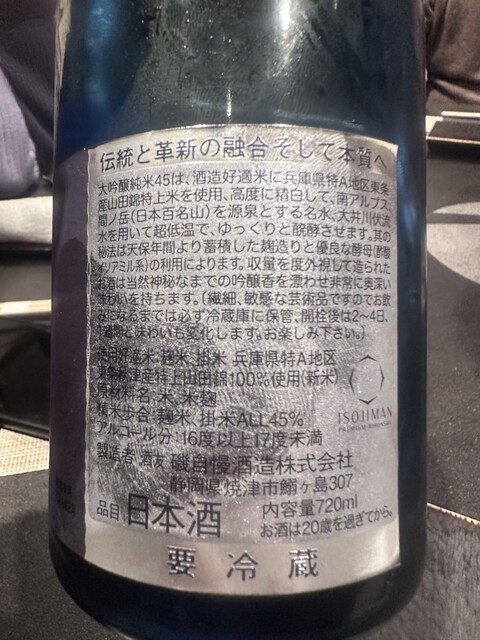 伝統と革新の融合そして本質へ
大吟醸純米45は、酒造好適米に兵庫県特A地区東条
産山田錦特上米を使用、高度に精白して、南アルプス、
間ノ岳(日本百名山)を源泉とする名水、大井川伏流
水を用いて超低温で、ゆっくりと醗酵させます。其の
秘法は天保年間より蓄積した麹造りと優良な酵母(酢酸
イソアミル系)の利用によります。収量を度外視して造られた
お酒は当然神秘なまでの吟醸香を漂わせ非常に奥深い
味わいを持ちます。(繊細、敏感な芸術品ですのでお飲
みになるまでは必ず冷蔵庫に保管、開栓後は2〜4日、
1週間と味わいも変化します。お楽しみ下さい。)
使用好適米:麹米、掛米 兵庫県特A地区
東条 産特上山田錦100%使用(新米)
原材料名:米、米麹
精米歩合:麹米、掛米ALL45%
アルコール分:16度以上17度未満
ISOJIMAN
製造者 酒友 磯自慢酒造株式会社
静岡県焼津市鰯ヶ島307
品目 日本酒 内容量720ml
お酒は20歳を過ぎてから。
要冷蔵